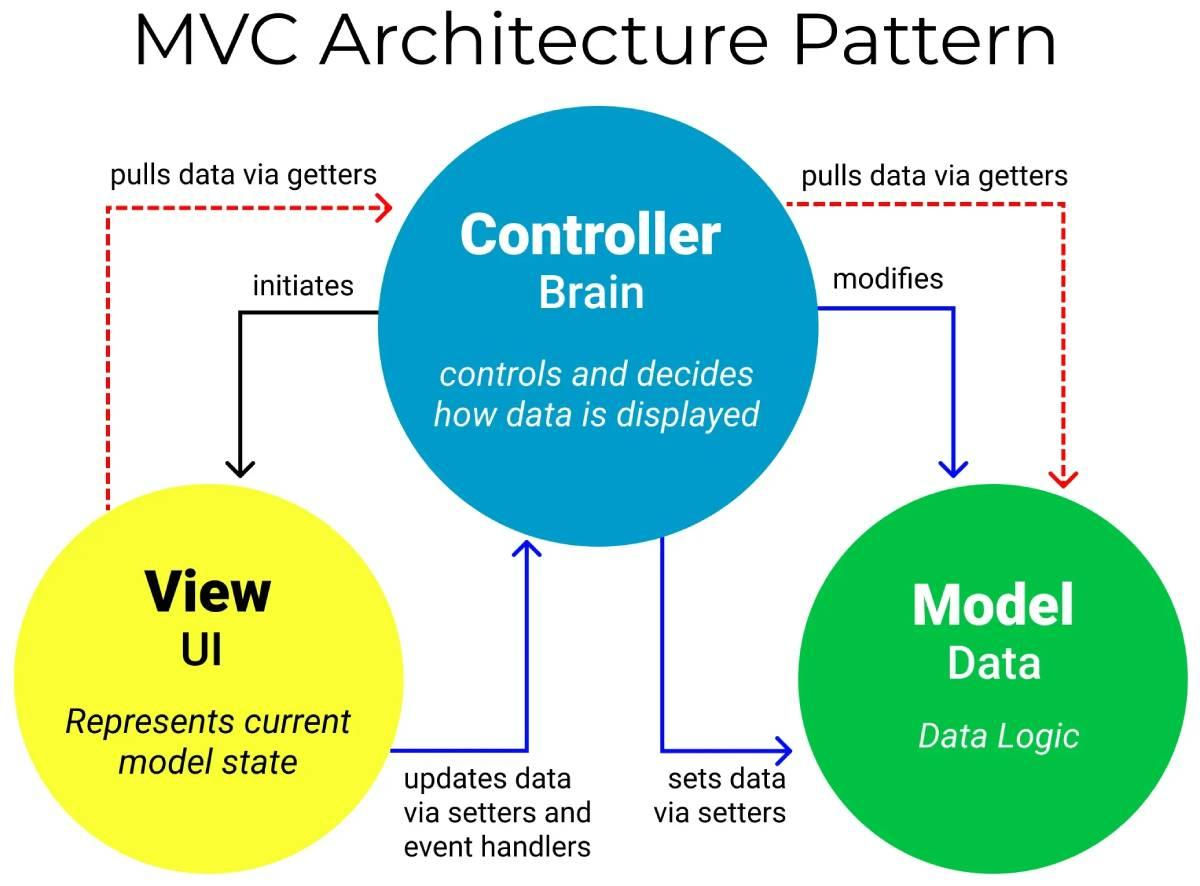 MVC Architecture Pattern
pulls data via getters
pulls data via getters
initiates
modifies
Controller
Brain
controls and decides
how data is displayed
View
UI
Represents current
model state
Model
Data
Data Logic
updates data
via setters and
event handlers
sets data
via setters